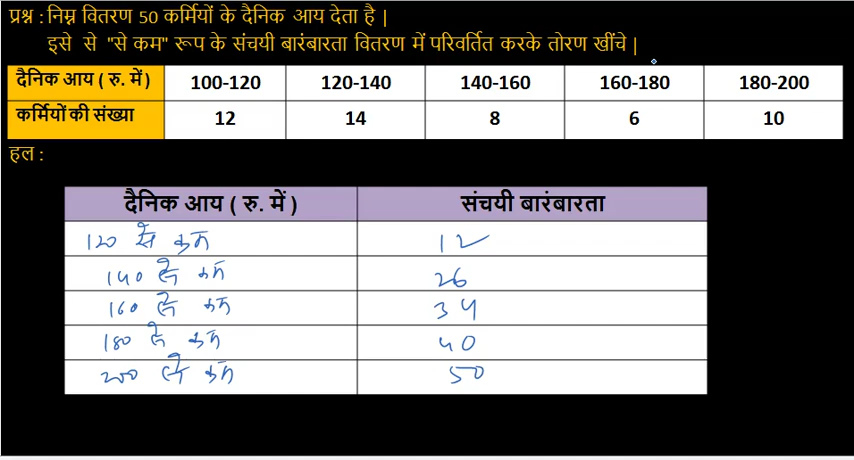 प्रश्न : निम्न वितरण 50 कर्मियों के दैनिक आय देता है |
इसे से "से कम" रूप के संचयी बारंबारता वितरण में परिवर्तित करके तोरण खींचे |
दैनिक आय ( रु. में ) 100-120 120-140 140-160 160-180 180-200
कर्मियों की संख्या 12 14 8 6 10
हल :
दैनिक आय ( रु. में ) संचयी बारंबारता
120 से कम 12
140 से कम 26
160 से कम 34
180 से कम 40
200 से कम 50